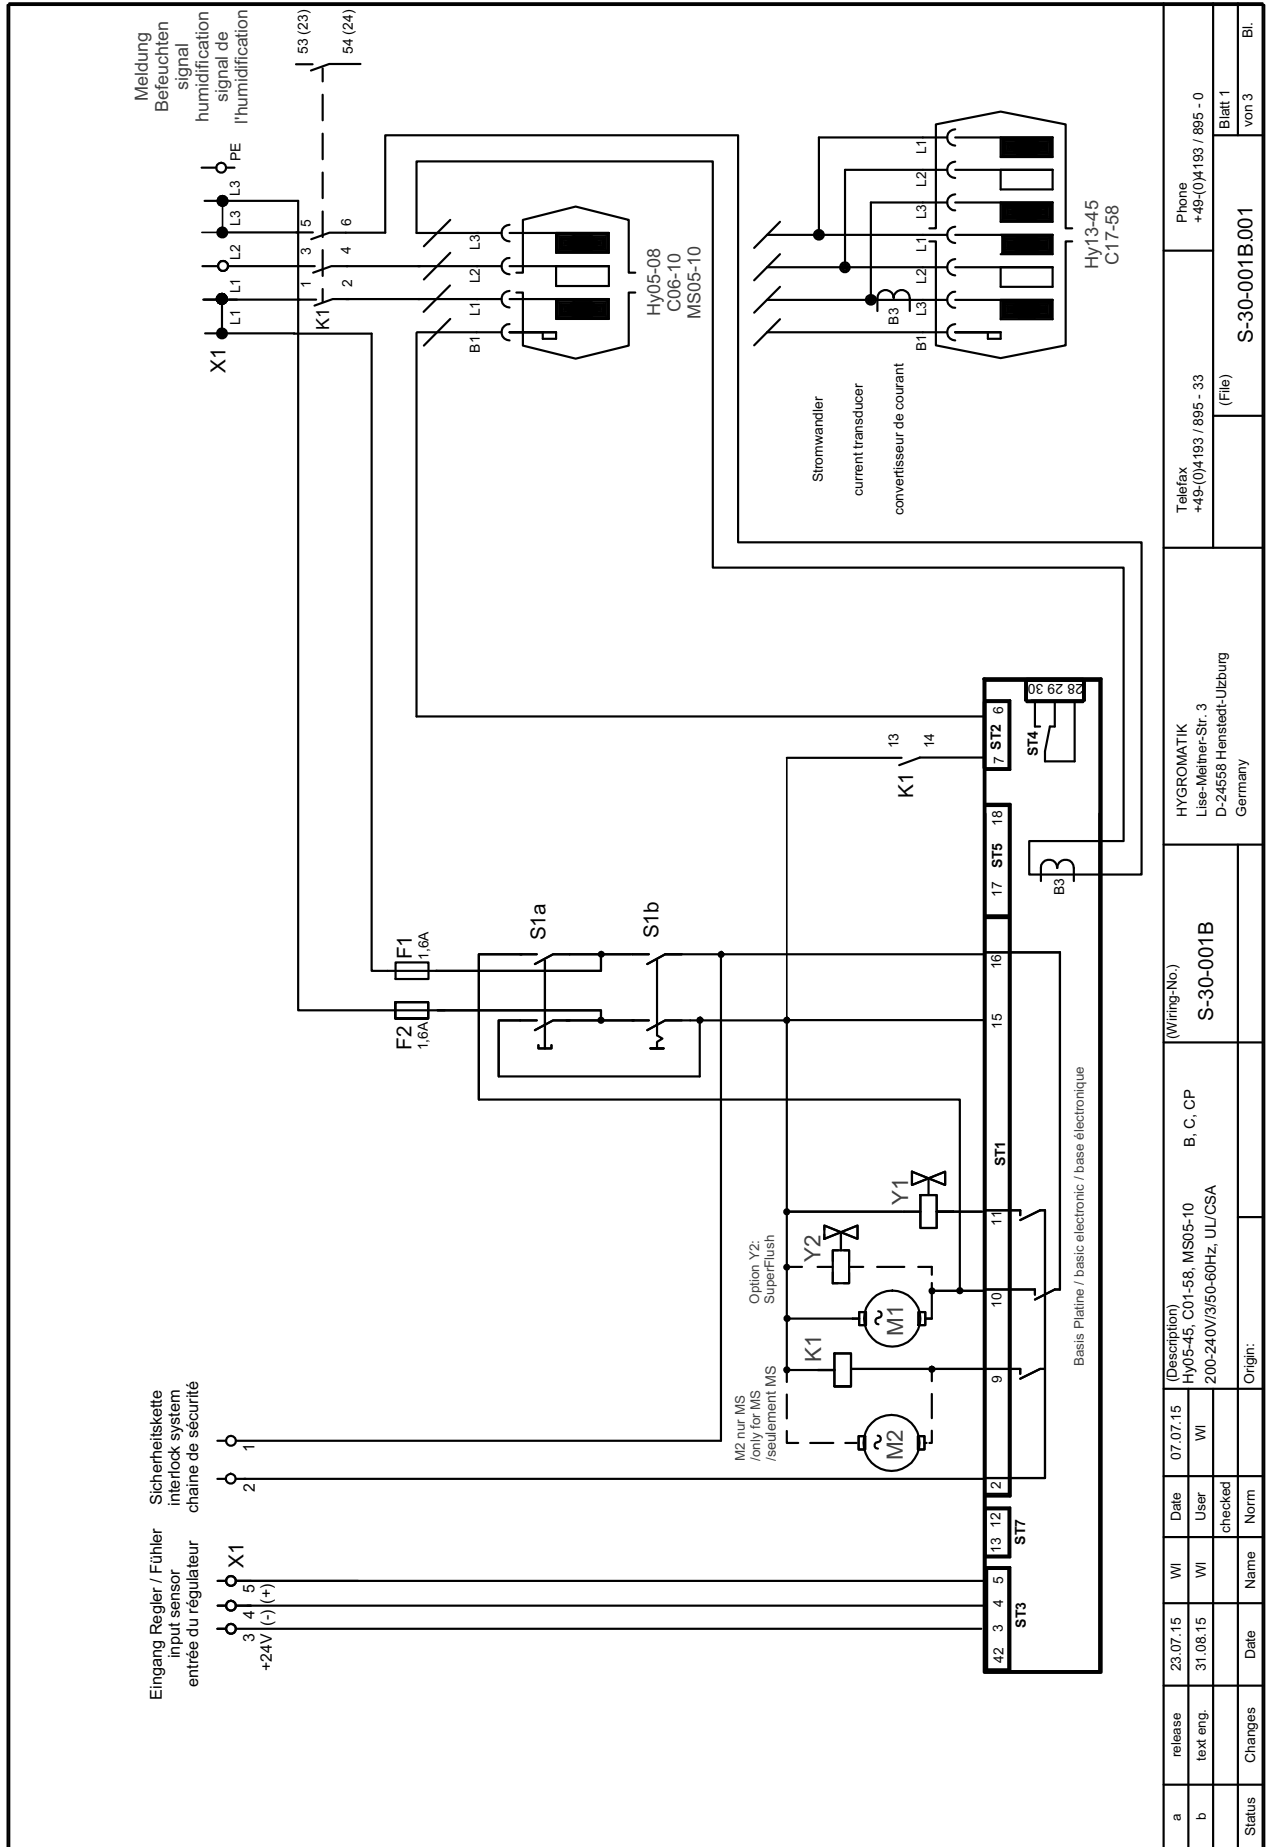 Eingang Regler / Fühler
input sensor
entrée du régulateur
X1
3 4 5
+24V (-) (+)
Sicherheitskette
interlock system
chaine de sécurité
2 1
X1
L1 L1 L2 L3 L3 PE
Meldung
Befeuchten
signal
humidification
signal de
l'humidification
53 (23)
54 (24)
K1
1 3 5
2 4 6
F2
1,6A
F1
1,6A
S1a
S1b
B1 L1 L2 L3
Hy05-08
C06-10
MS05-10
Stromwandler
current transducer
convertisseur de courant
B1 L3 L2 L1 L3 L2 L1
B3
Hy13-45
C17-58
M2 nur MS
/only for MS
/seulement MS
Option Y2:
SuperFlush
M2
K1
M1
Y2
Y1
K1
13
14
42 3 4 5
ST3
13 12
ST7
2 9 10 11 15 16
ST1
17 18
ST5
7 6
ST2
ST4
28 29 30
B3
Basis Platine / basic electronic / base électronique
a
release
23.07.15
WI
Date
07.07.15
b
text eng.
31.08.15
WI
User
WI
checked
Status
Changes
Date
Name
Norm
(Description)
Hy05-45, C01-58, MS05-10
B, C, CP
200-240V/3/50-60Hz, UL/CSA
Origin:
(Wiring-No.)
S-30-001B
HYGROMATIK
Lise-Meitner-Str. 3
D-24558 Henstedt-Ulzburg
Germany
Telefax
+49-(0)4193 / 895 - 33
Phone
+49-(0)4193 / 895 - 0
(File)
S-30-001B.001
Blatt 1
von 3
Bl.